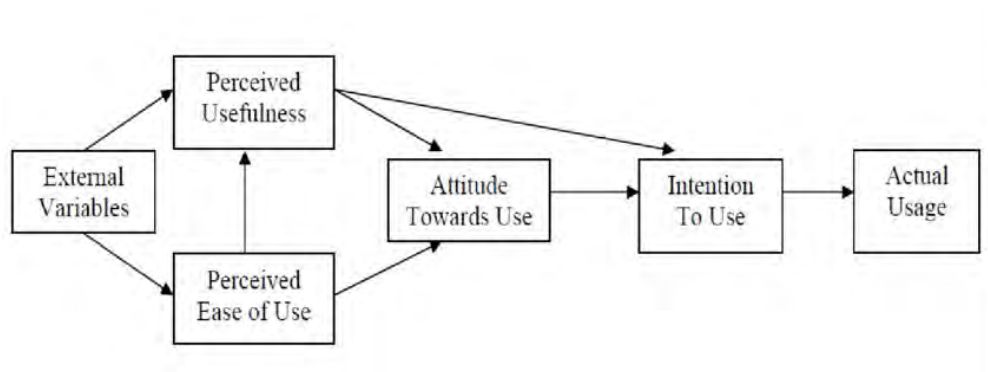 Perceived
Usefulness
External
Variables
Attitude
Towards Use
Intention
To Use
Actual
Usage
Perceived
Ease of Use